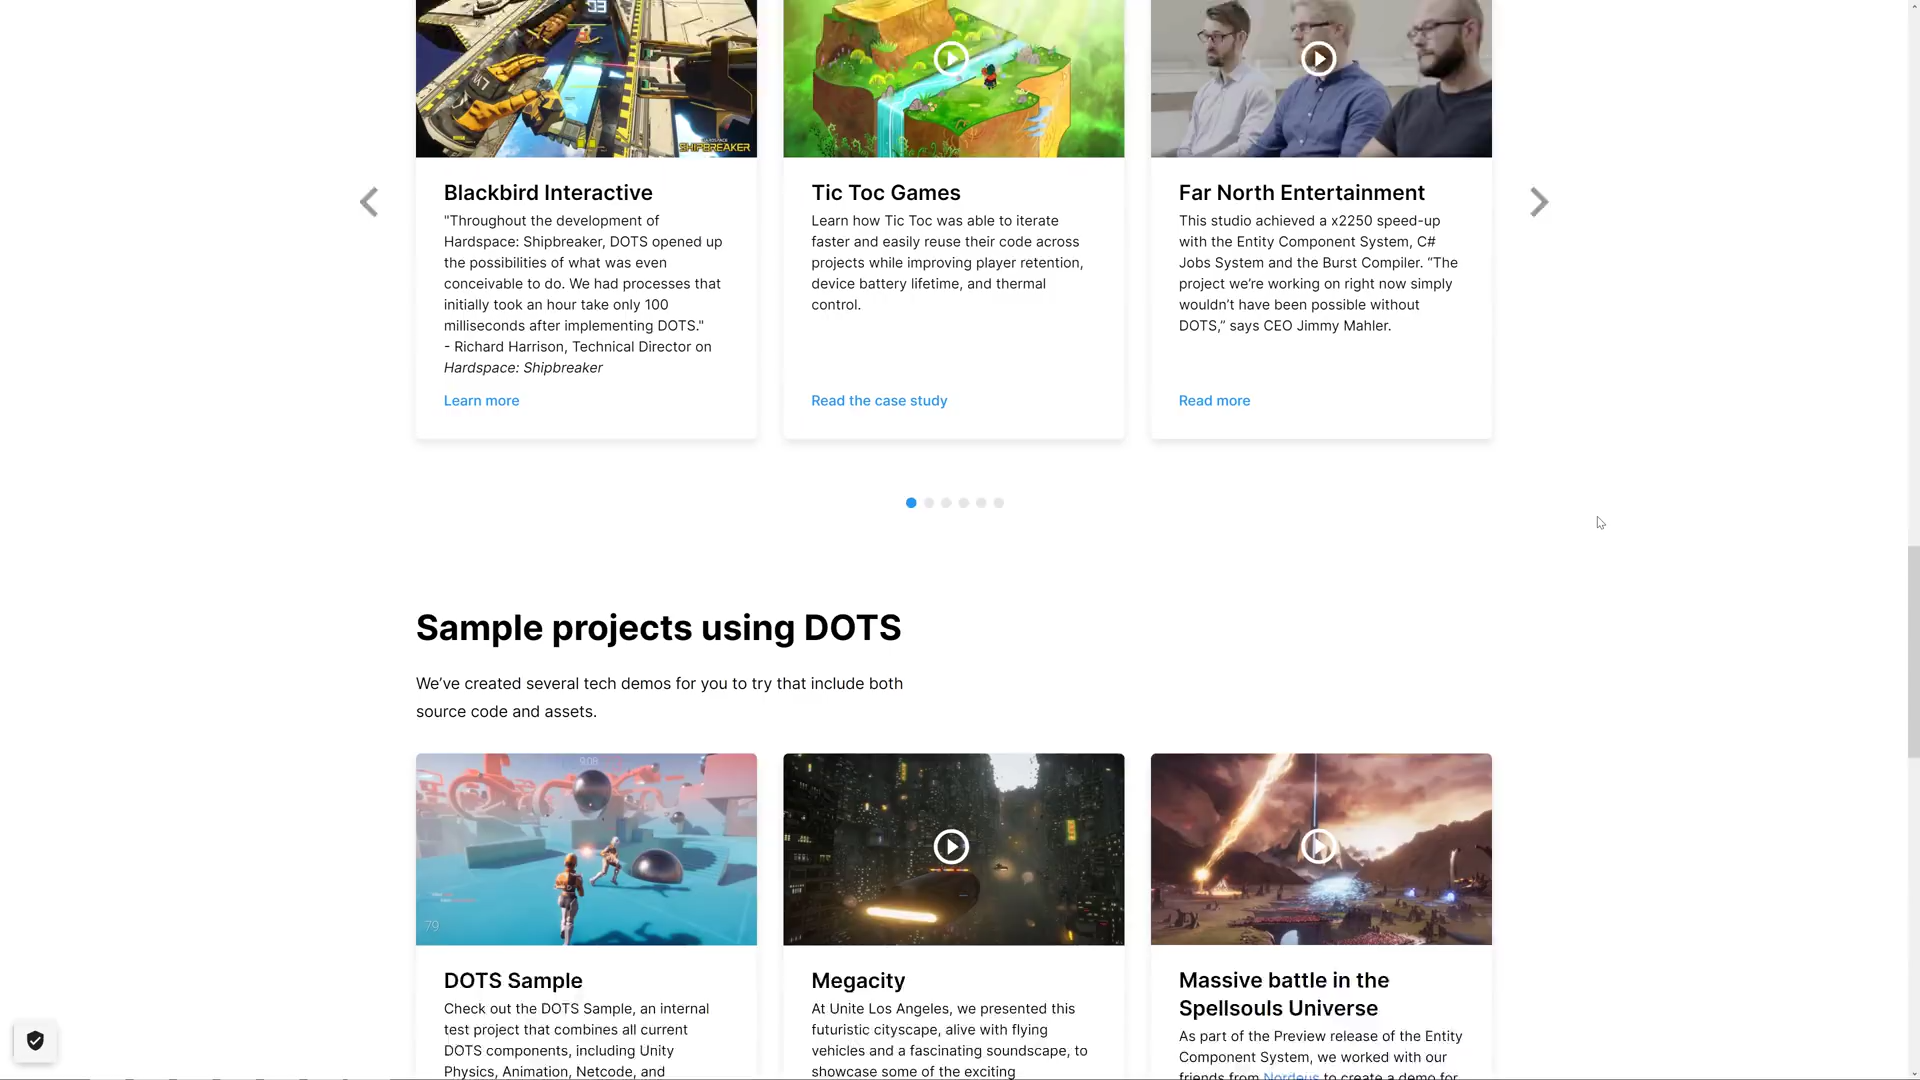 SHIPBREAKER
Blackbird Interactive
"Throughout the development of
Hardspace: Shipbreaker, DOTS opened up
the possibilities of what was even
conceivable to do. We had processes that
initially took an hour take only 100
milliseconds after implementing DOTS."
- Richard Harrison, Technical Director on
Hardspace: Shipbreaker
Learn more
Tic Toc Games
Learn how Tic Toc was able to iterate
faster and easily reuse their code across
projects while improving player retention,
device battery lifetime, and thermal
control.
Read the case study
Far North Entertainment
This studio achieved a x2250 speed-up
with the Entity Component System, C#
Jobs System and the Burst Compiler. “The
project we’re working on right now simply
wouldn’t have been possible without
DOTS,” says CEO Jimmy Mahler.
Read more
Sample projects using DOTS
We’ve created several tech demos for you to try that include both
source code and assets.
9:08
79
DOTS Sample
Check out the DOTS Sample, an internal
test project that combines all current
DOTS components, including Unity
Physics, Animation, Netcode, and
Megacity
At Unite Los Angeles, we presented this
futuristic cityscape, alive with flying
vehicles and a fascinating soundscape, to
showcase some of the exciting
Massive battle in the
Spellsouls Universe
As part of the Preview release of the Entity
Component System, we worked with our
friends from Nordeus to create a demo for